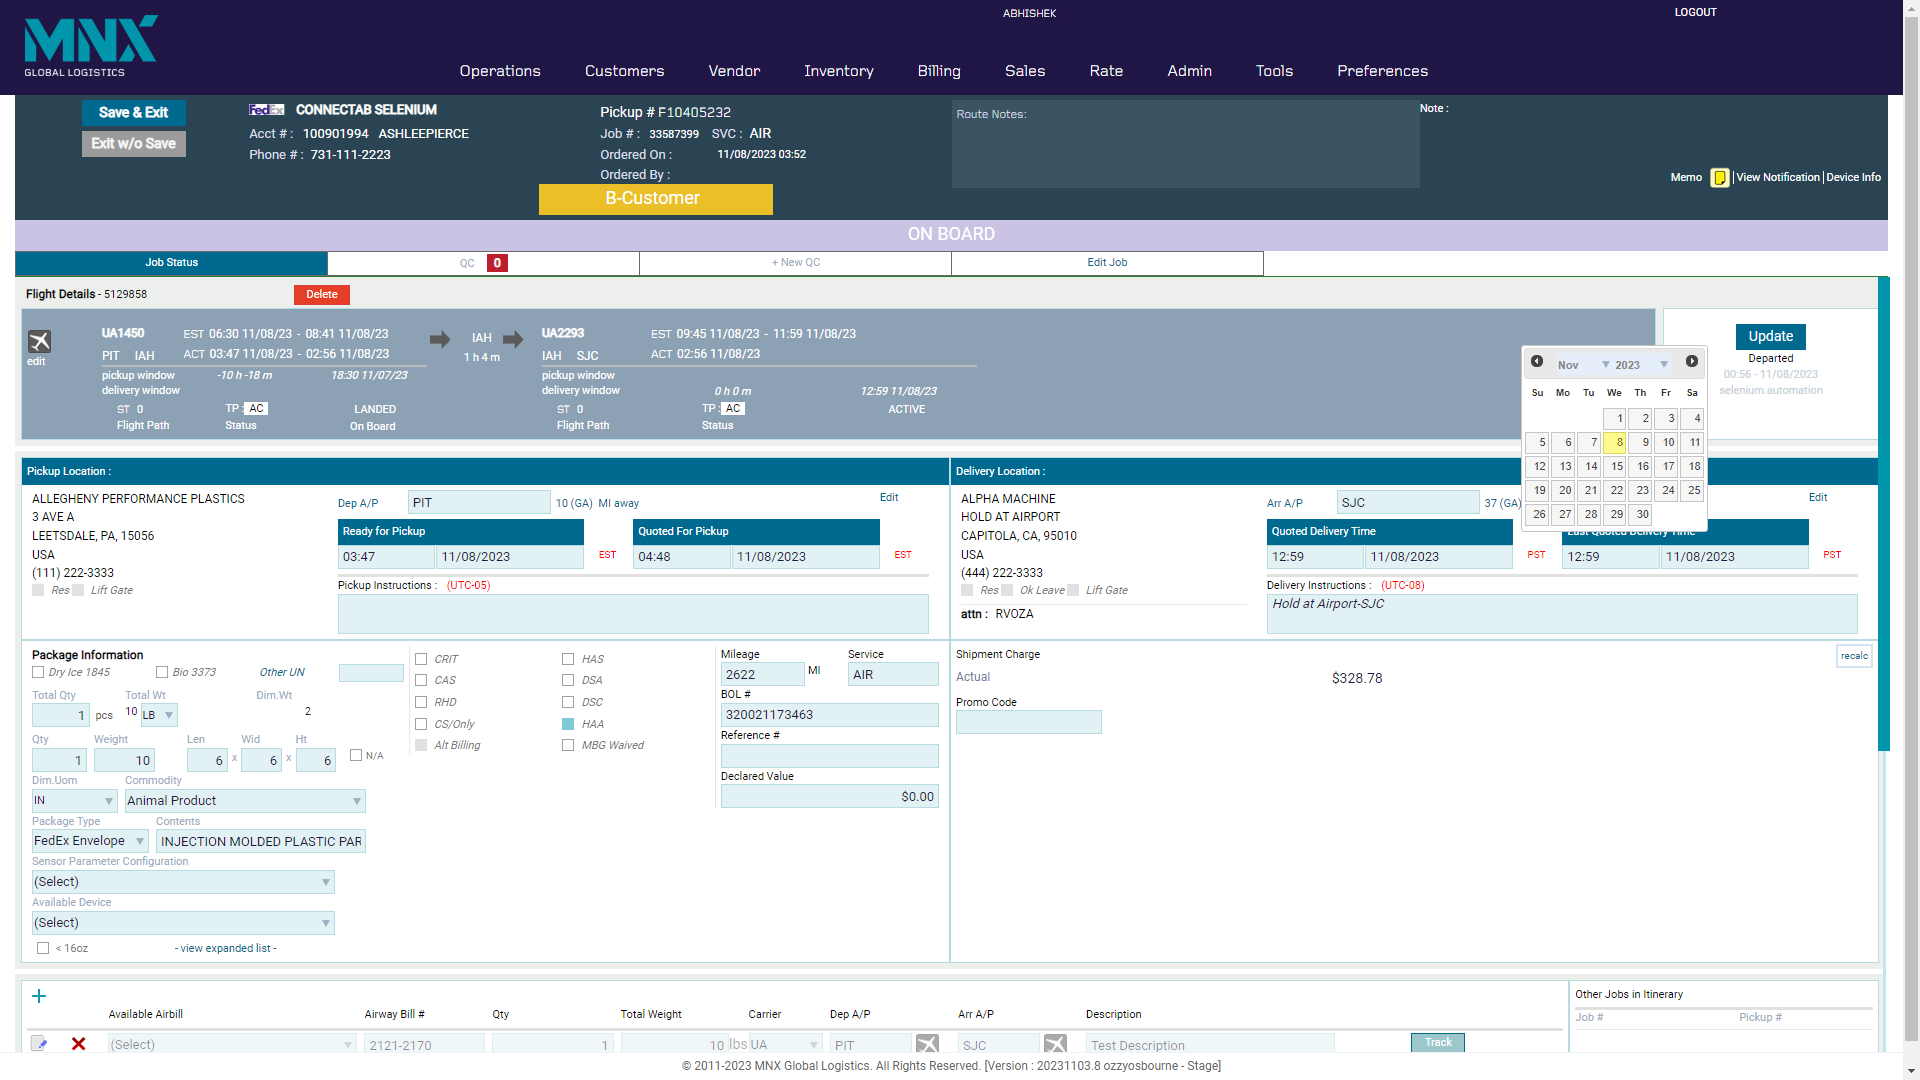 MNX
GLOBAL LOGISTICS
ABHISHEK
LOGOUT
Operations Customers Vendor Inventory Billing Sales Rate Admin Tools Preferences
Save & Exit
Exit w/o Save
FedEx CONNECTAB SELENIUM
Acct # : 100901994 ASHLEEPIERCE
Phone # : 731-111-2223
Pickup # F10405232
Job # : 33587399 SVC : AIR
Ordered On : 11/08/2023 03:52
Ordered By :
B-Customer
Route Notes:
Note :
Memo View Notification Device Info
ON BOARD
Job Status QC 0 + New QC Edit Job
Flight Details - 5129858 Delete
edit
UA1450 EST 06:30 11/08/23 - 08:41 11/08/23
PIT IAH ACT 03:47 11/08/23 - 02:56 11/08/23
pickup window -10 h -18 m 18:30 11/07/23
delivery window
ST 0 TP : AC LANDED
Flight Path Status On Board
IAH
1 h 4 m
UA2293 EST 09:45 11/08/23 - 11:59 11/08/23
IAH SJC ACT 02:56 11/08/23
pickup window
delivery window 0 h 0 m 12:59 11/08/23
ST 0 TP : AC ACTIVE
Flight Path Status
Update
Departed
00:56 - 11/08/2023
selenium.automation
Nov 2023
Su Mo Tu We Th Fr Sa
1 2 3 4
5 6 7 8 9 10 11
12 13 14 15 16 17 18
19 20 21 22 23 24 25
26 27 28 29 30
Pickup Location :
ALLEGHENY PERFORMANCE PLASTICS
3 AVE A
LEETSDALE, PA, 15056
USA
(111) 222-3333
Res Lift Gate
Dep A/P PIT 10 (GA) MI away Edit
Ready for Pickup Quoted For Pickup
03:47 11/08/2023 EST 04:48 11/08/2023 EST
Pickup Instructions : (UTC-05)
Delivery Location :
ALPHA MACHINE
HOLD AT AIRPORT
CAPITOLA, CA, 95010
USA
(444) 222-3333
Res Ok Leave Lift Gate
attn : RVOZA
Arr A/P SJC 37 (GA) Edit
Quoted Delivery Time Last Quoted Delivery Time
12:59 11/08/2023 PST 12:59 11/08/2023 PST
Delivery Instructions : (UTC-08)
Hold at Airport-SJC
Package Information
Dry Ice 1845 Bio 3373 Other UN
Total Qty Total Wt Dim.Wt
1 pcs 10 LB 2
Qty Weight Len Wid Ht
1 10 6 x 6 x 6 N/A
Dim.Uom Commodity
IN Animal Product
Package Type Contents
FedEx Envelope INJECTION MOLDED PLASTIC PAR
Sensor Parameter Configuration
(Select)
Available Device
(Select)
< 16oz - view expanded list -
CRIT HAS
CAS DSA
RHD DSC
CS/Only HAA
Alt Billing MBG Waived
Mileage Service
2622 MI AIR
BOL #
320021173463
Reference #
Declared Value
$0.00
Shipment Charge recalc
Actual $328.78
Promo Code
Available Airbill Airway Bill # Qty Total Weight Carrier Dep A/P Arr A/P Description
(Select) 2121-2170 1 10 lbs UA PIT SJC Test Description Track
Other Jobs in Itinerary
Job # Pickup #
© 2011-2023 MNX Global Logistics. All Rights Reserved. [Version : 20231103.8 ozzyosbourne - Stage]